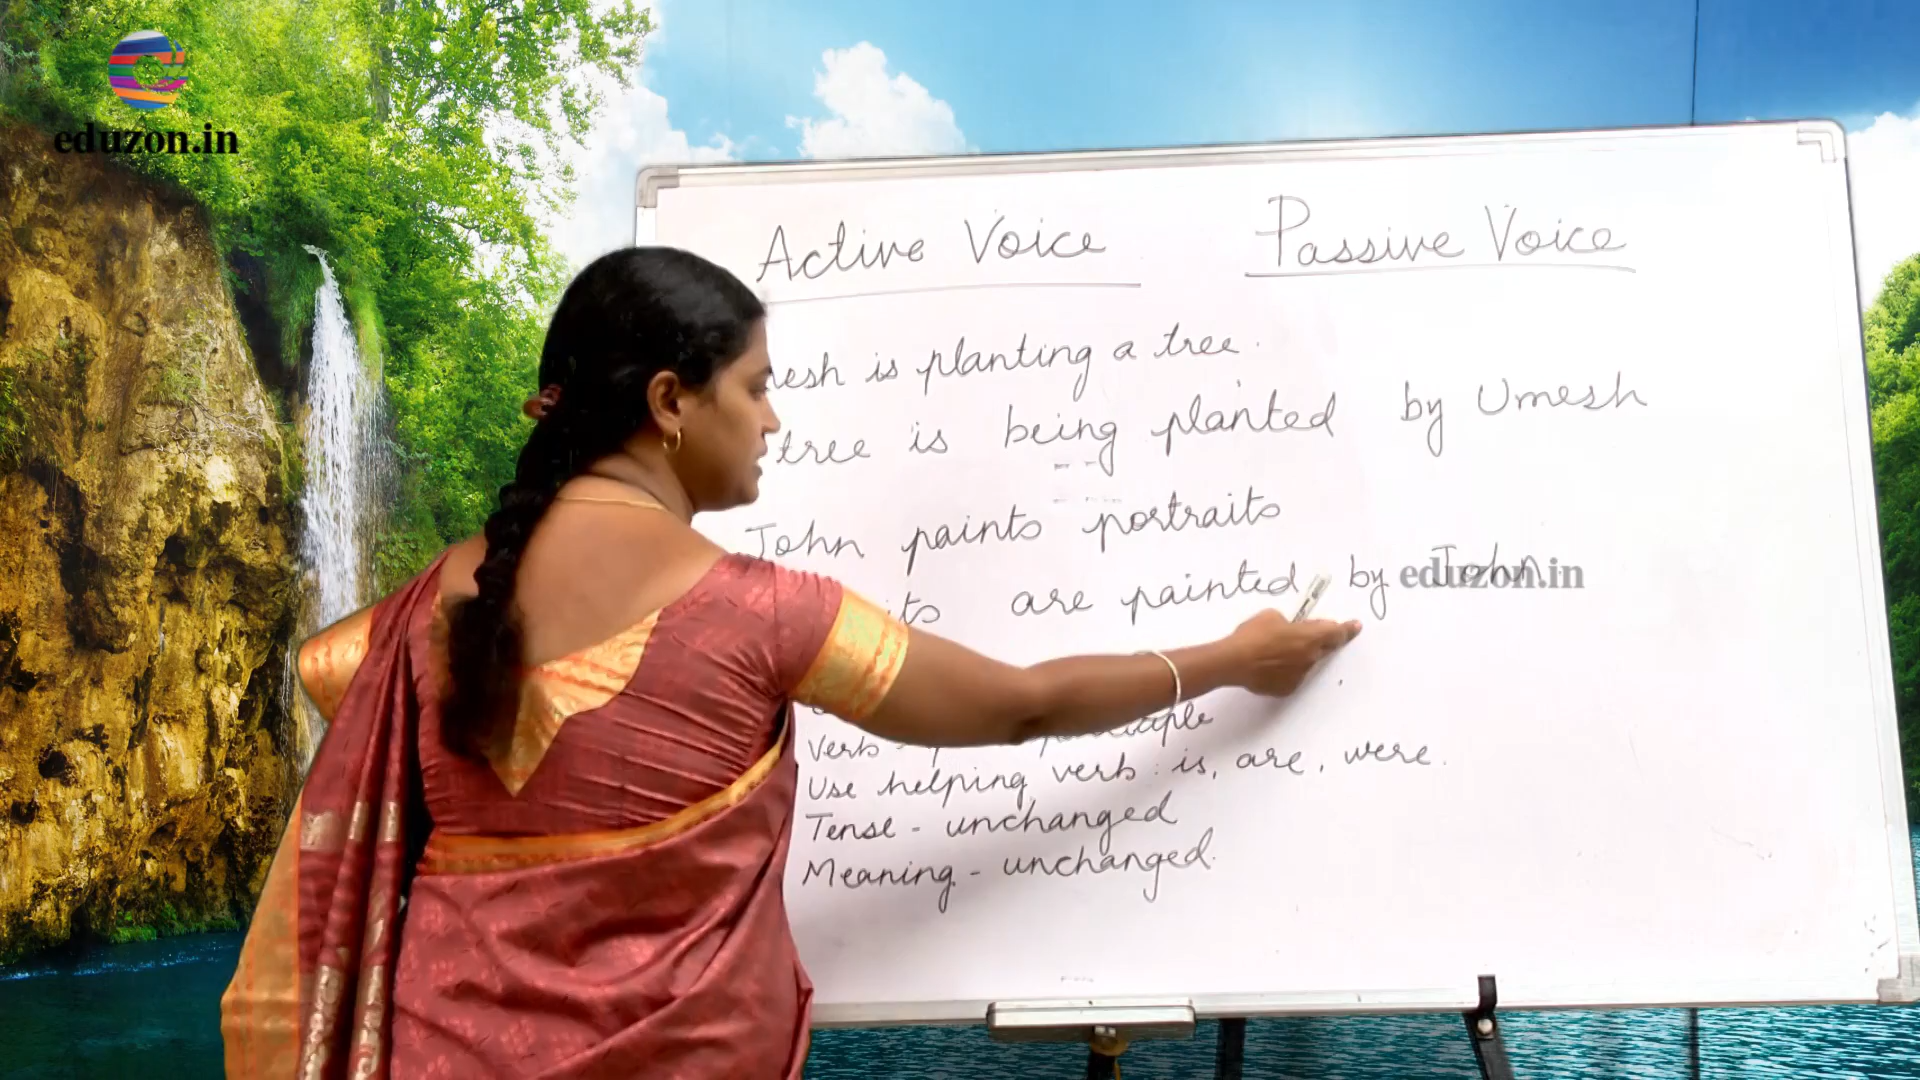 eduzon.in
Active Voice Passive Voice
is planting a tree.
tree is being planted by Umesh
John paints portraits
are painted by John.
eduzon.in
Verb -
Use helping verb : is, are, were.
Tense - unchanged
Meaning - unchanged.